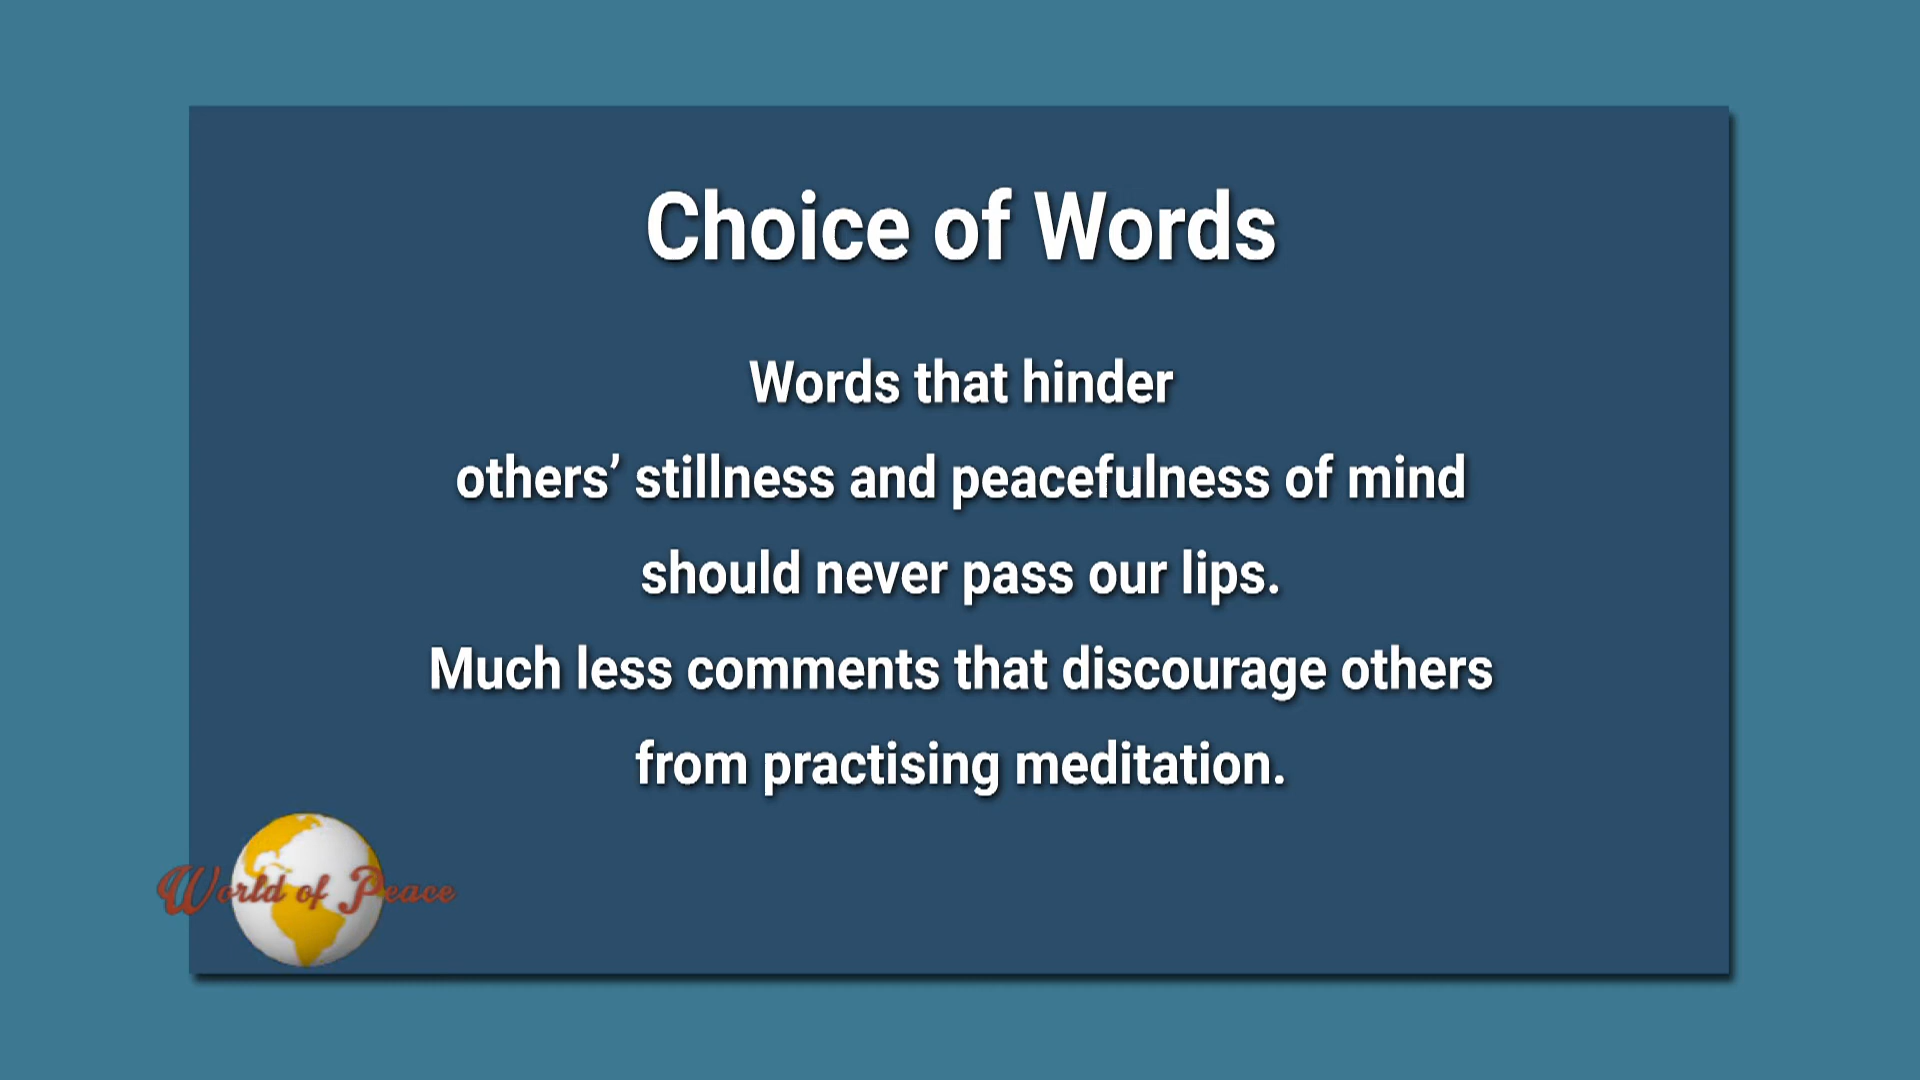 Choice of Words
Words that hinder
others’ stillness and peacefulness of mind
should never pass our lips.
Much less comments that discourage others
from practising meditation.
World of Peace